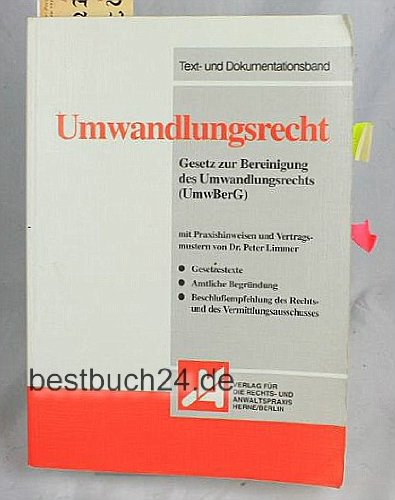 Text- und Dokumentationsband
Umwandlungsrecht
Gesetz zur Bereinigung
des Umwandlungsrechts
(UmwBerG)
mit Praxishinweisen und Vertrags-
mustern von Dr. Peter Limmer
Gesetzestexte
Amtliche Begründung
Beschlußempfehlung des Rechts-
und des Vermittlungsausschusses
bestbuch24.de
VERLAG FÜR
DIE RECHTS- UND
ANWALTSPRAXIS
HERNE/BERLIN